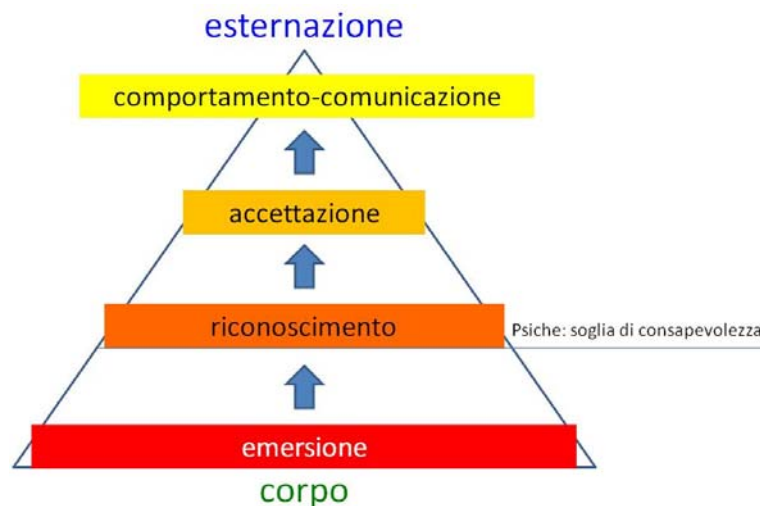 esternazione
comportamento-comunicazione
accettazione
riconoscimento
Psiche: soglia di consapevolezza
emersione
corpo